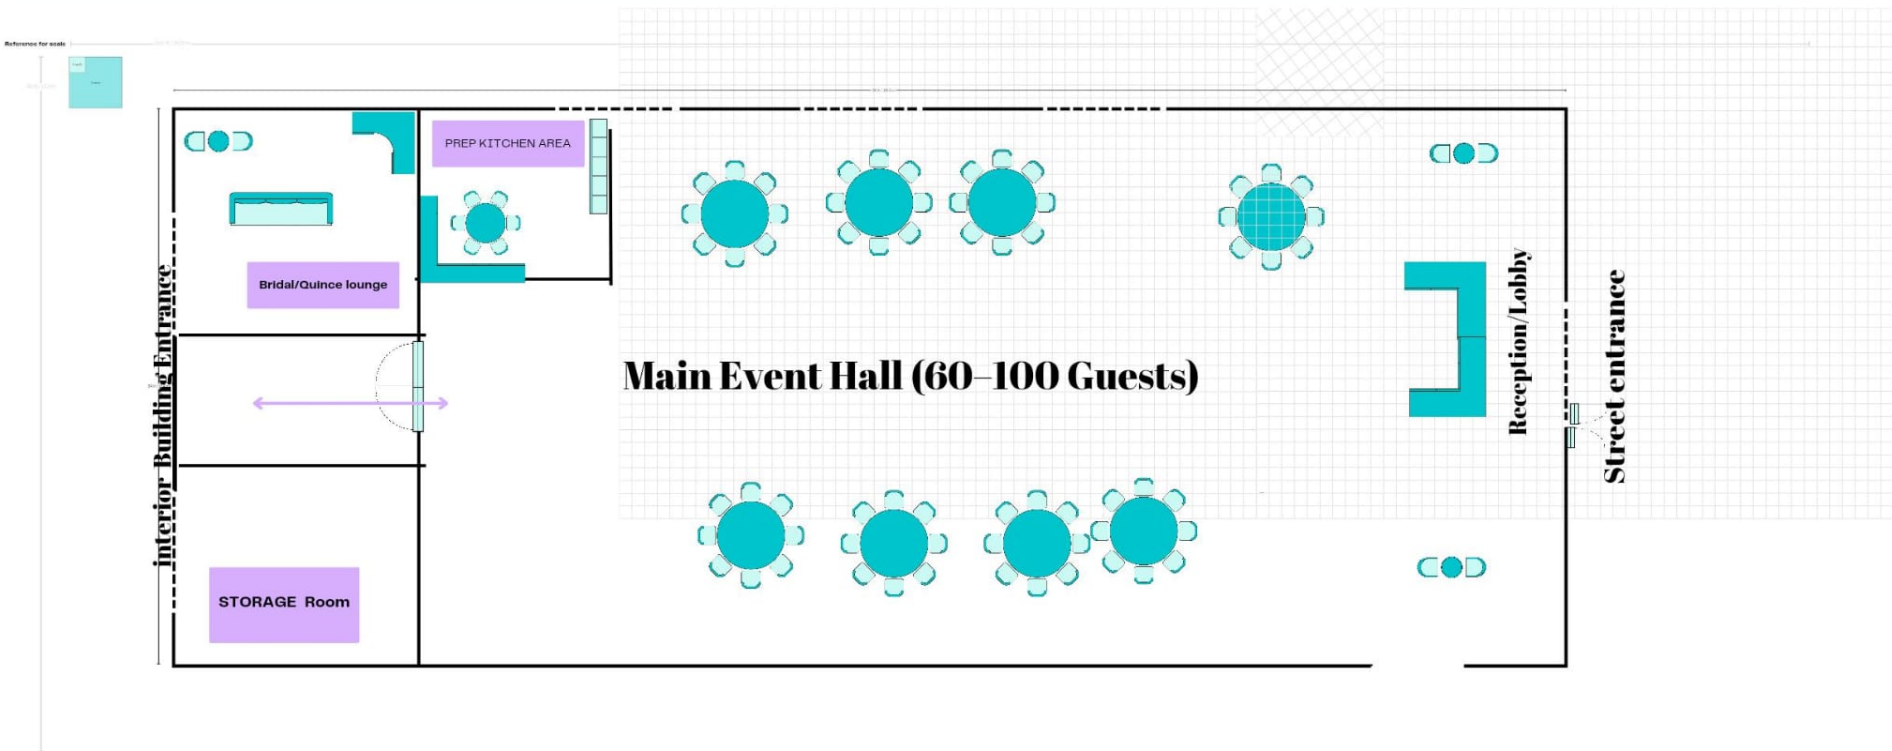 Reference for scale
PREP KITCHEN AREA
Bridal/Quince lounge
interior Building Entrance
Main Event Hall (60–100 Guests)
Reception/Lobby
Street entrance
STORAGE Room